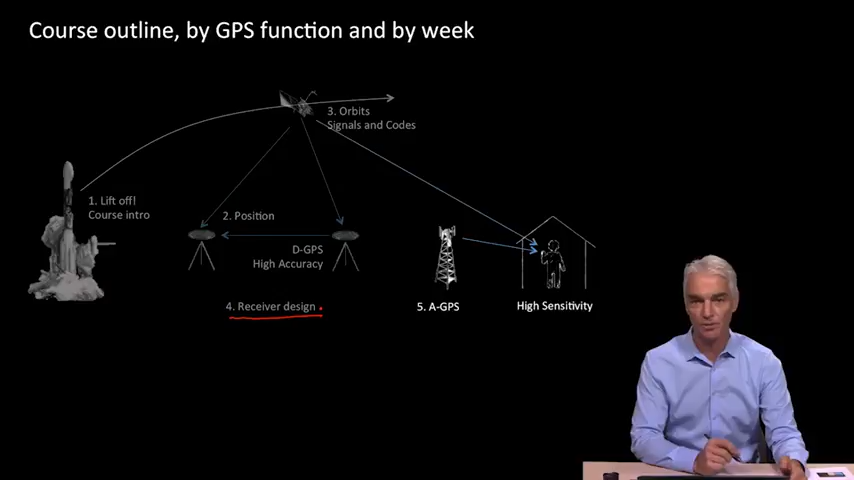 Course outline, by GPS function and by week
3. Orbits
Signals and Codes
1. Lift off!
Course intro
2. Position
D-GPS
High Accuracy
4. Receiver design
5. A-GPS
High Sensitivity